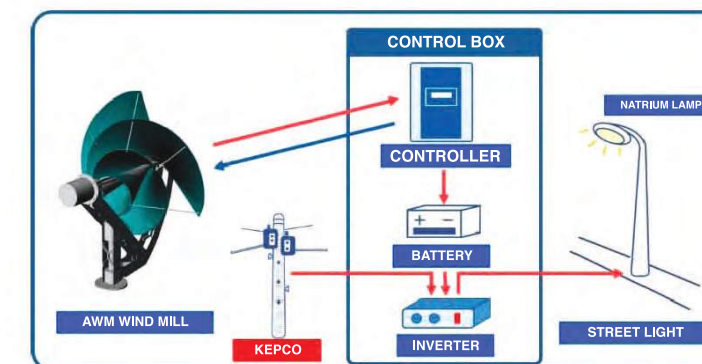 CONTROL BOX
NATRIUM LAMP
CONTROLLER
BATTERY
AWM WIND MILL
KEPCO
INVERTER
STREET LIGHT